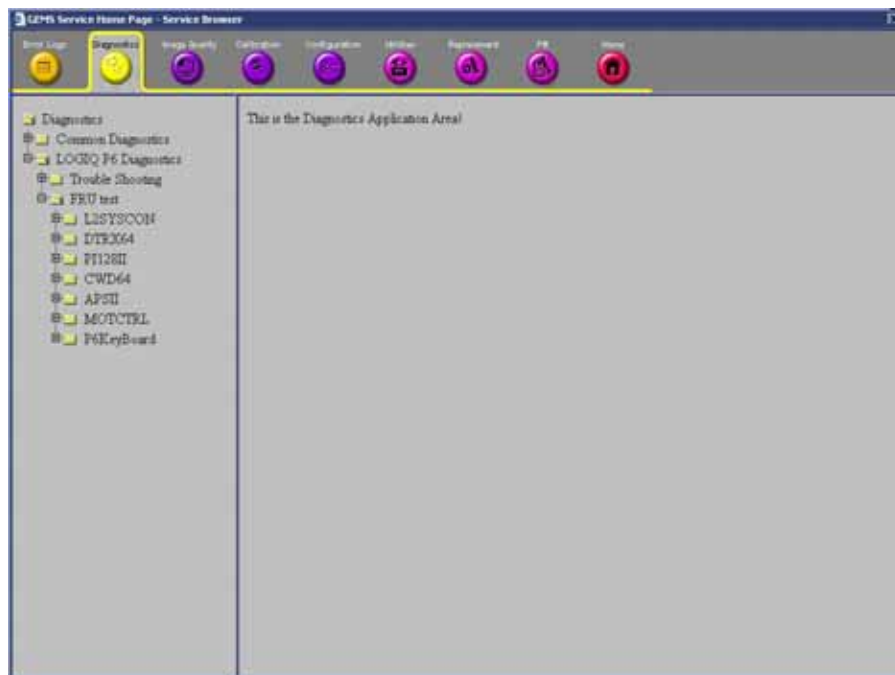 GEMS Service Home Page - Service Browser
Error Logs Diagnostics Image Quality Calibration Configuration Utilities Replacement PM Home
Diagnostics
Common Diagnostics
LOGIQ P6 Diagnostics
Trouble Shooting
FRU test
L2SYSCON
DTRX64
PI128II
CWD64
APSII
MOTCTRL
P6KeyBoard
This is the Diagnostics Application Area!